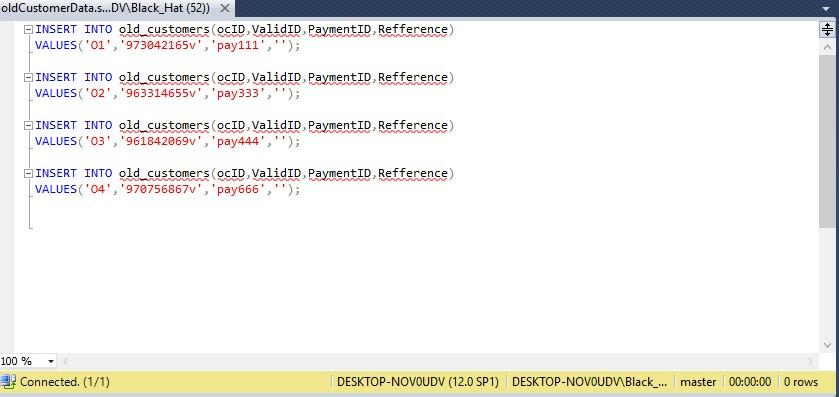 oldCustomerData.s...DV\Black_Hat (52))
INSERT INTO old_customers(ocID,ValidID,PaymentID,Refference)
VALUES('O1','973042165v','pay111','');
INSERT INTO old_customers(ocID,ValidID,PaymentID,Refference)
VALUES('O2','963314655v','pay333','');
INSERT INTO old_customers(ocID,ValidID,PaymentID,Refference)
VALUES('O3','961842069v','pay444','');
INSERT INTO old_customers(ocID,ValidID,PaymentID,Refference)
VALUES('O4','970756867v','pay666','');
100 %
Connected. (1/1) DESKTOP-NOV0UDV (12.0 SP1) DESKTOP-NOV0UDV\Black_... master 00:00:00 0 rows